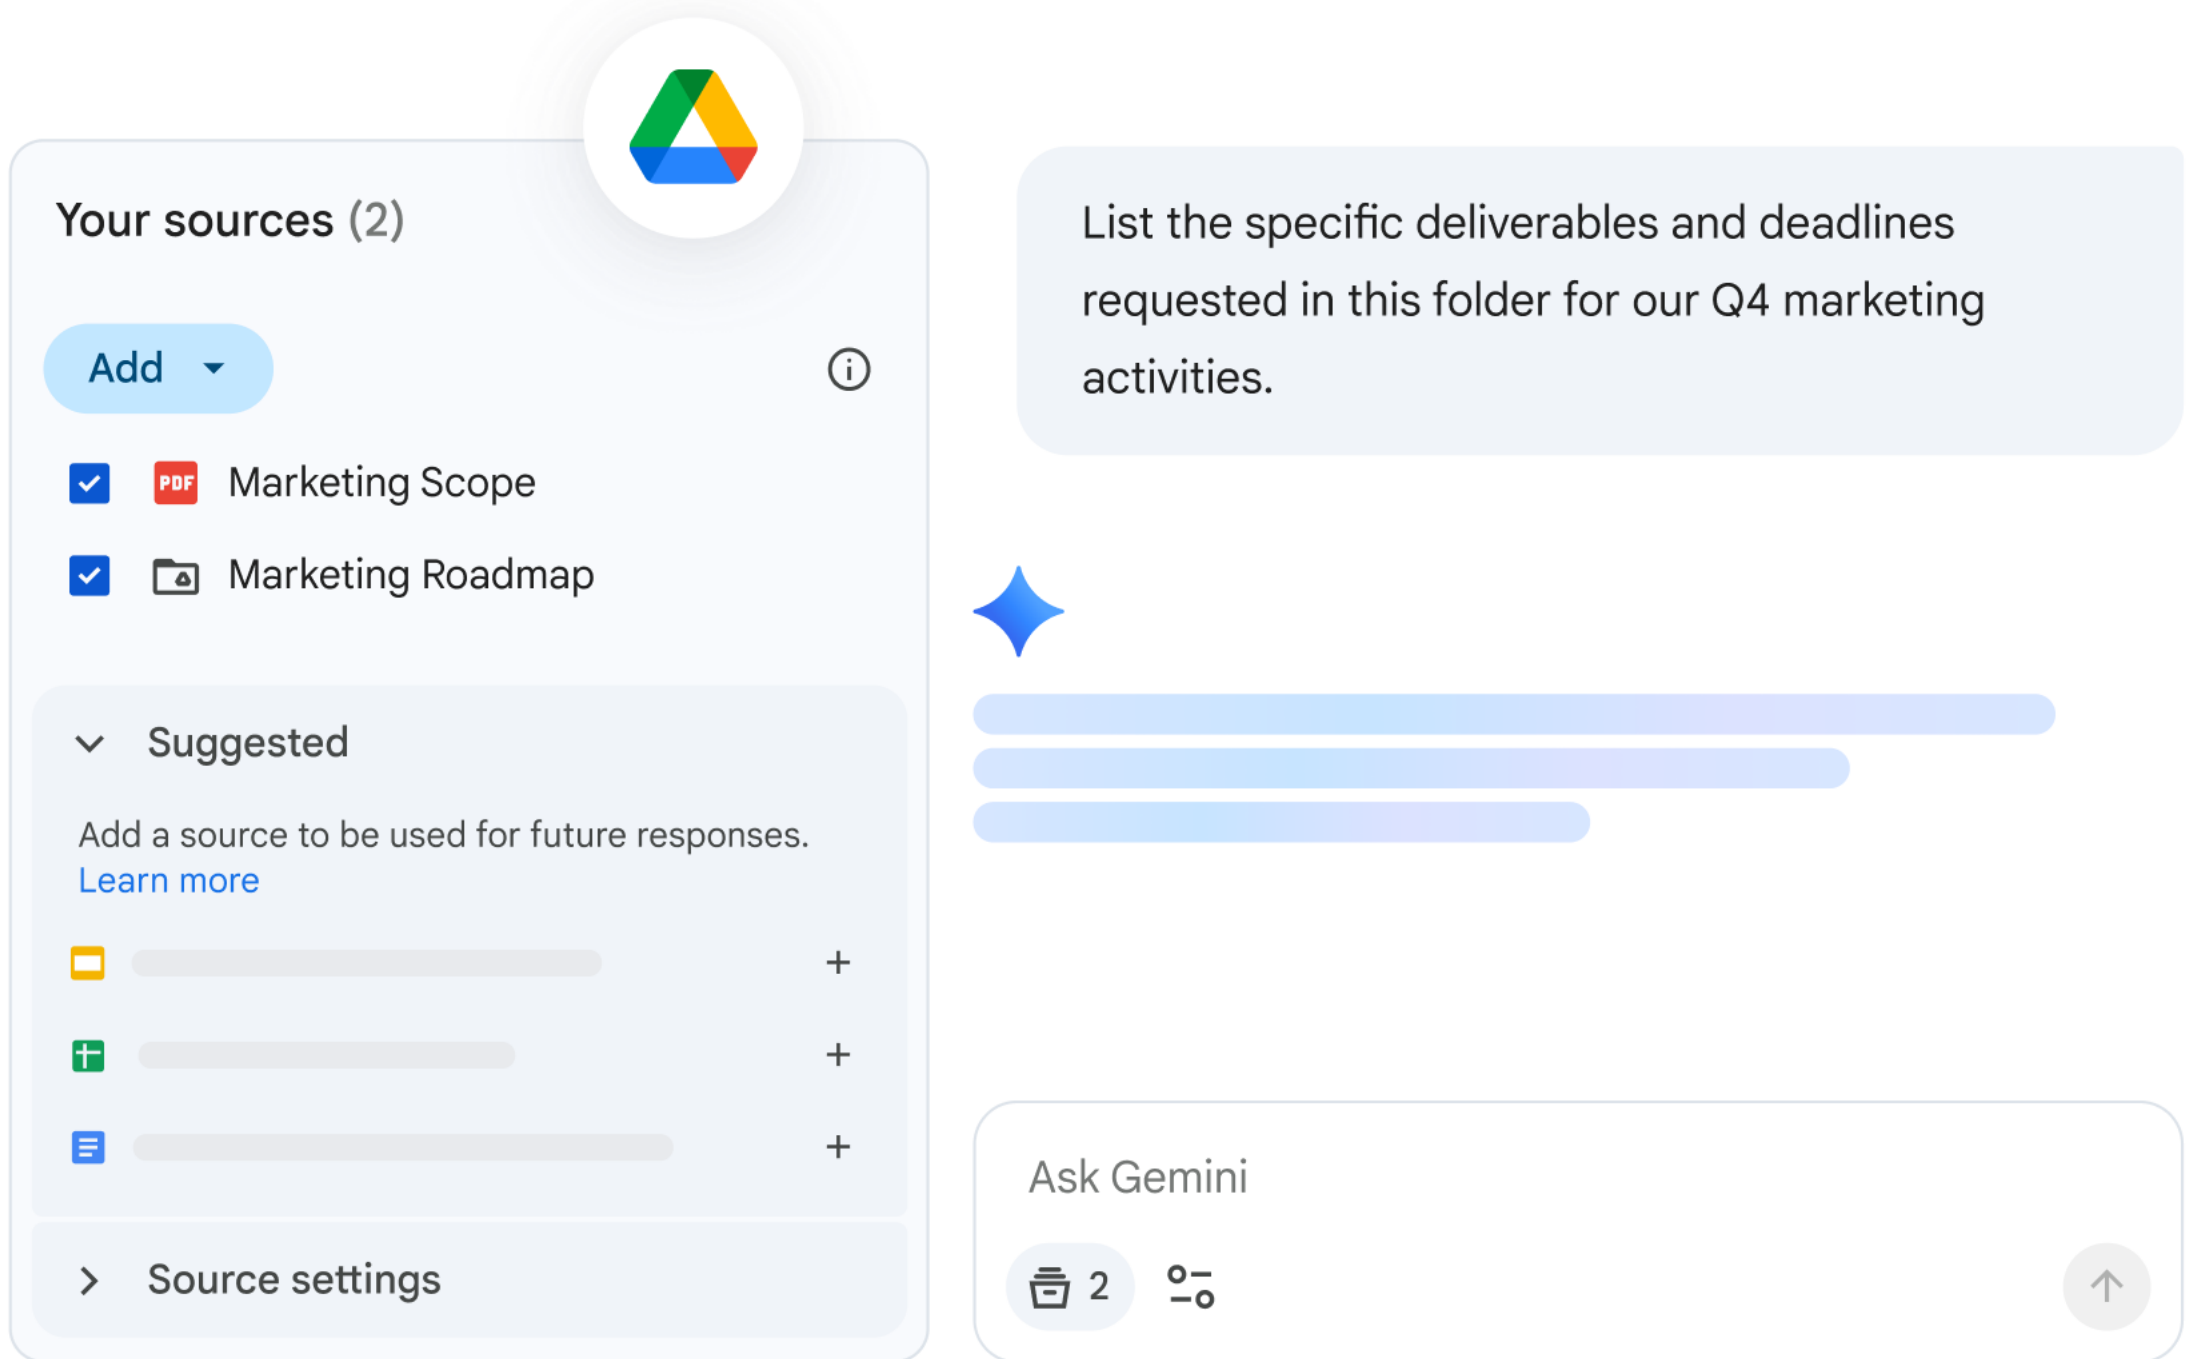 Your sources (2)
Add
PDF Marketing Scope
Marketing Roadmap
Suggested
Add a source to be used for future responses.
Learn more
Source settings
List the specific deliverables and deadlines
requested in this folder for our Q4 marketing
activities.
Ask Gemini
2